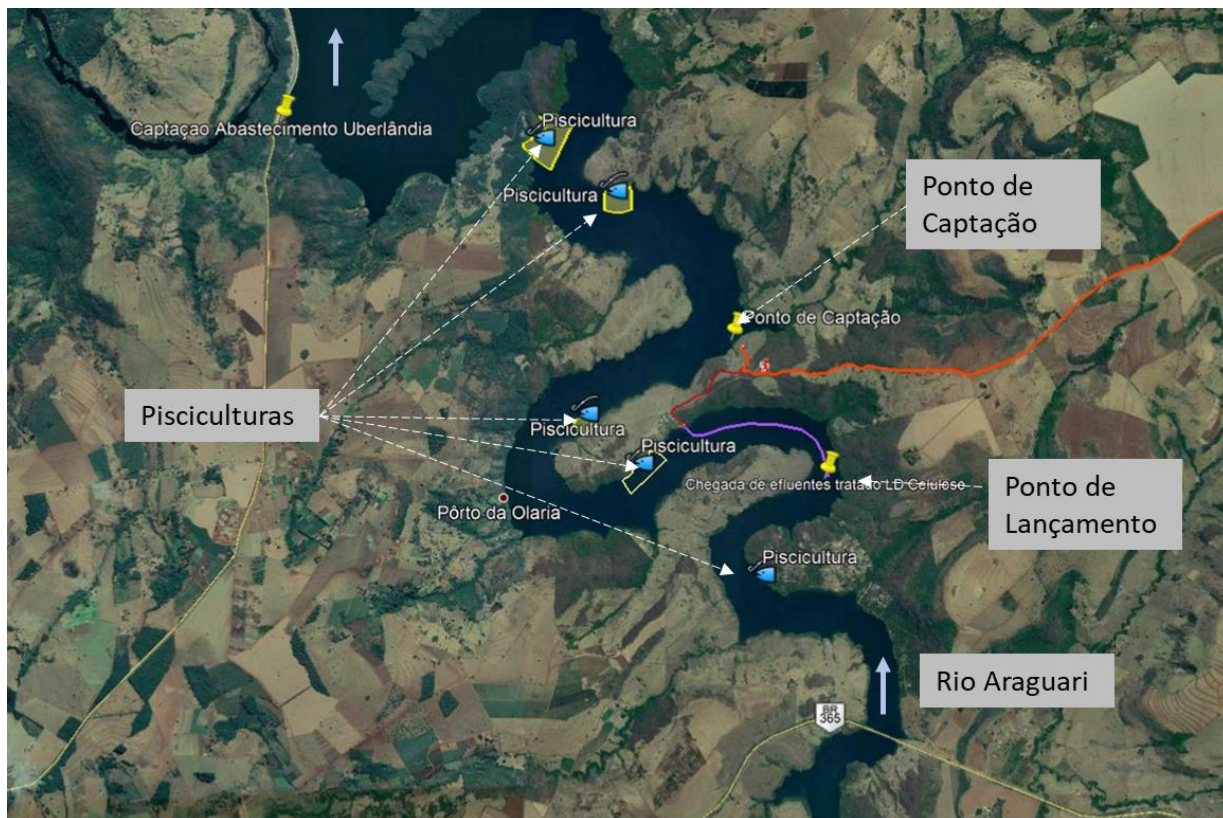 Captaçao Abastecimento Uberlândia
Piscicultura
Piscicultura
Ponto de
Captação
Ponto de Captação
Pisciculturas
Piscicultura
Piscicultura
Chegada de efluentes tratado LD Celulose
Pôrto da Olaria
Ponto de
Lançamento
Piscicultura
Rio Araguari
BR
365